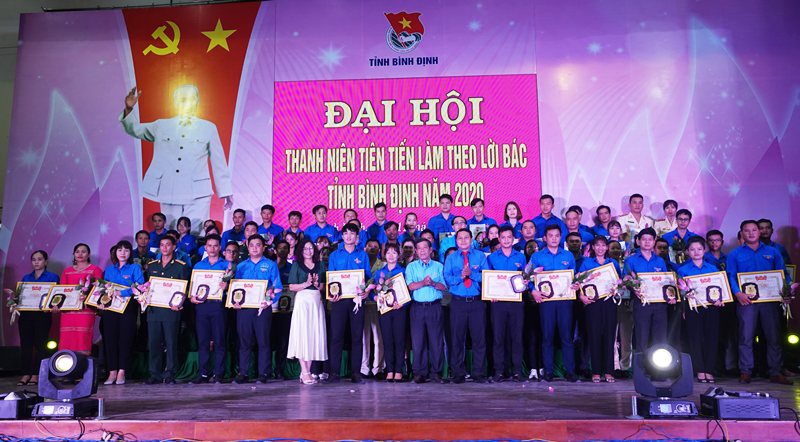 TỈNH BÌNH ĐỊNH
ĐẠI HỘI
THANH NIÊN TIÊN TIẾN LÀM THEO LỜI BÁC
TỈNH BÌNH ĐỊNH NĂM 2020